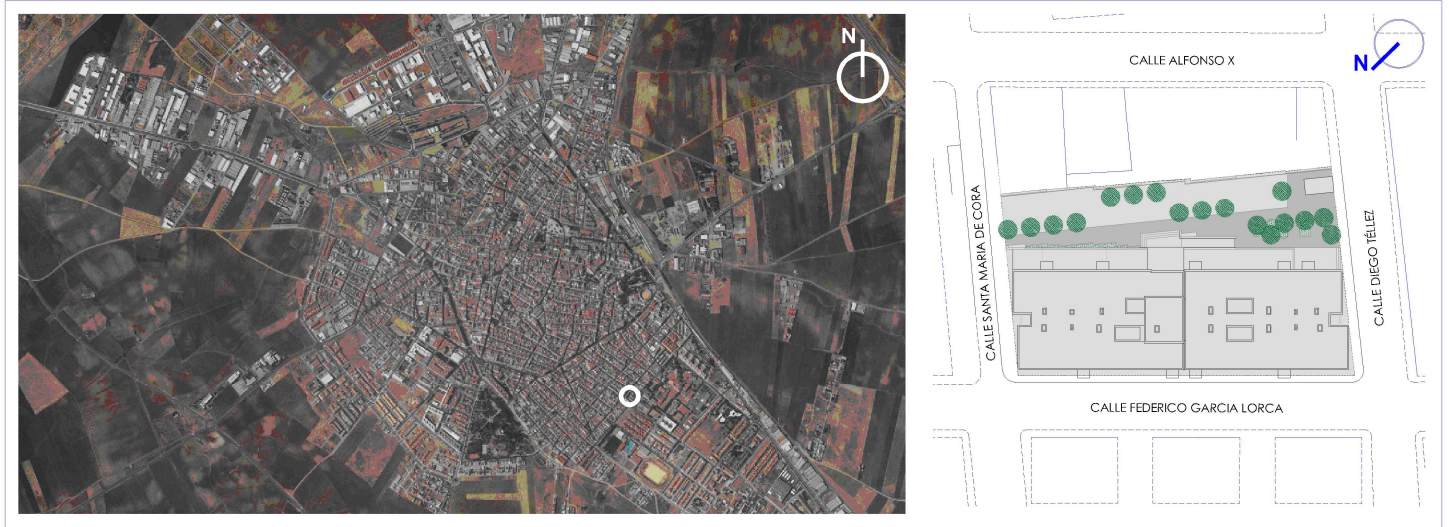 N
CALLE ALFONSO X
N
CALLE SANTA MARIA DE CORA
CALLE DIEGO TÉLLEZ
CALLE FEDERICO GARCIA LORCA